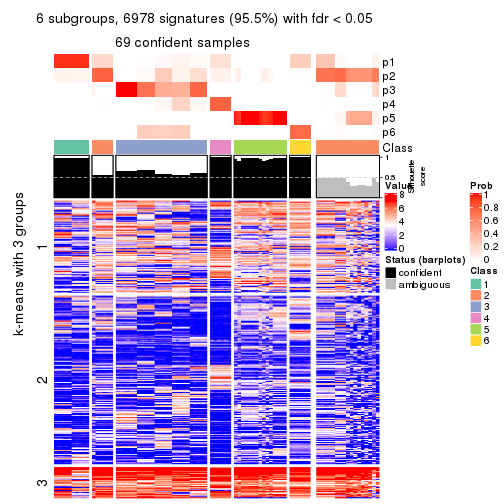 6 subgroups, 6978 signatures (95.5%) with fdr < 0.05
69 confident samples
p1
p2
p3
p4
p5
p6
Class
1
0.5
Silhouette
score
k-means with 3 groups
1
2
3
Value
8
6
4
2
0
Status (barplots)
confident
ambiguous
Prob
1
0.8
0.6
0.4
0.2
0
Class
1
2
3
4
5
6